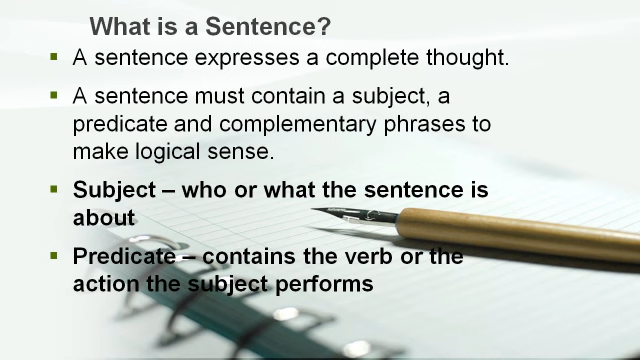 What is a Sentence?
▪ A sentence expresses a complete thought.
▪ A sentence must contain a subject, a
predicate and complementary phrases to
make logical sense.
▪ Subject – who or what the sentence is
about
▪ Predicate – contains the verb or the
action the subject performs